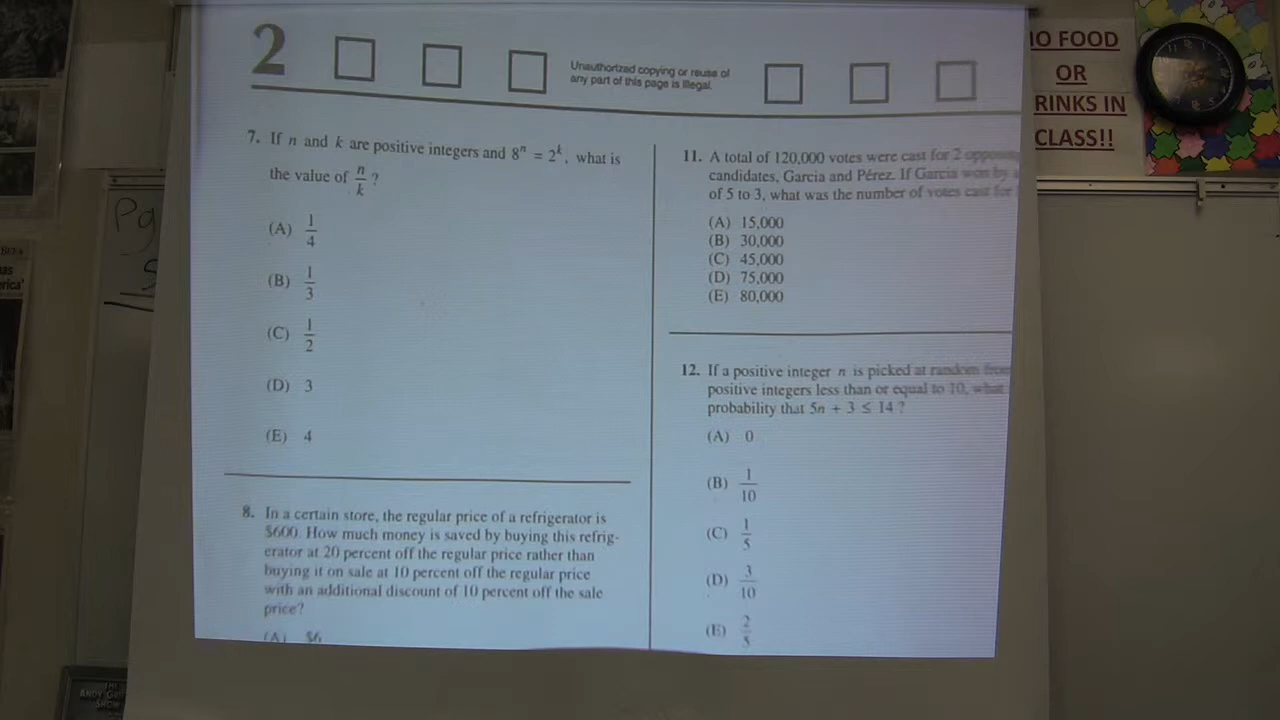 2
Unauthorized copying or reuse of
any part of this page is illegal.
7. If n and k are positive integers and 8ⁿ = 2ᵏ, what is
the value of n/k ?
(A) 1/4
(B) 1/3
(C) 1/2
(D) 3
(E) 4
8. In a certain store, the regular price of a refrigerator is
$600. How much money is saved by buying this refrig-
erator at 20 percent off the regular price rather than
buying it on sale at 10 percent off the regular price
with an additional discount of 10 percent off the sale
price?
(A) $6
11. A total of 120,000 votes were cast for 2
candidates, Garcia and Pérez. If Garcia won by a
of 5 to 3, what was the number of votes cast for
(A) 15,000
(B) 30,000
(C) 45,000
(D) 75,000
(E) 80,000
12. If a positive integer n is picked at random from
positive integers less than or equal to 10, what
probability that 5n + 3 ≤ 14 ?
(A) 0
(B) 1/10
(C) 1/5
(D) 3/10
(E) 2/5
FOOD
OR
RINKS IN
CLASS!!
Pg
THE
SHOW